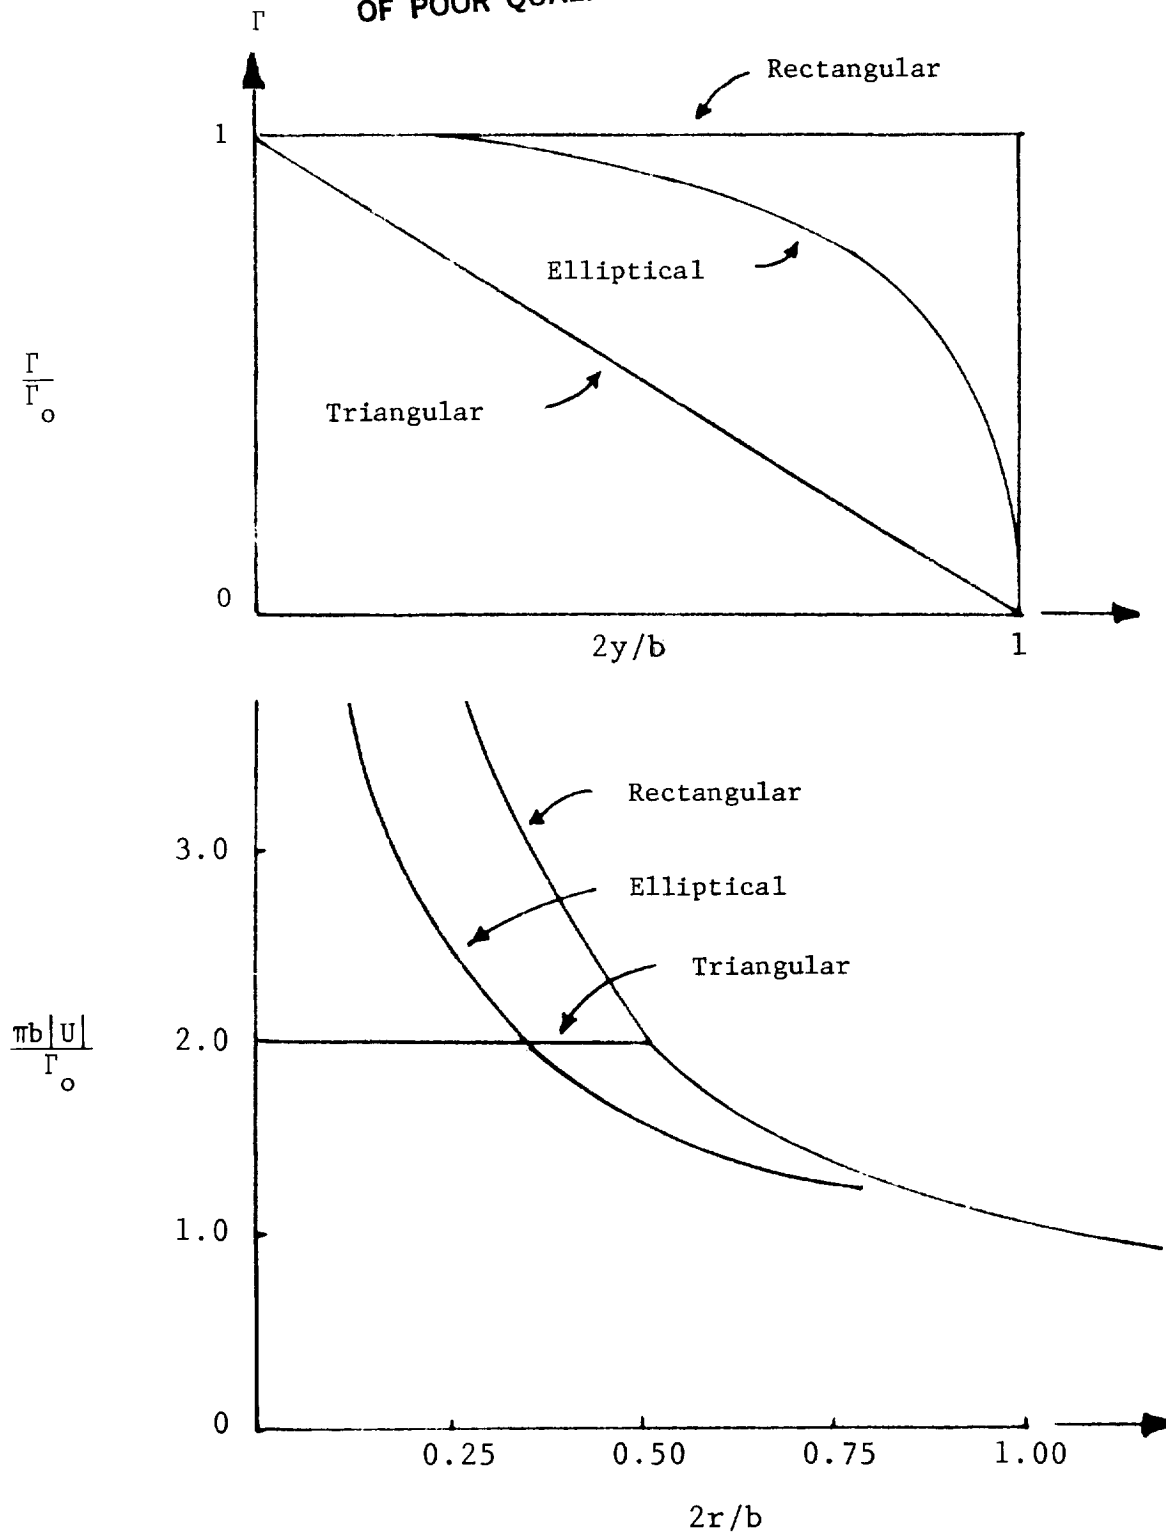 OF POOR
Γ
Rectangular
1
Elliptical
Γ
Γo
Triangular
0
2y/b
1
Rectangular
3.0
Elliptical
Triangular
πb|U|
Γo
2.0
1.0
0
0.25 0.50 0.75 1.00
2r/b